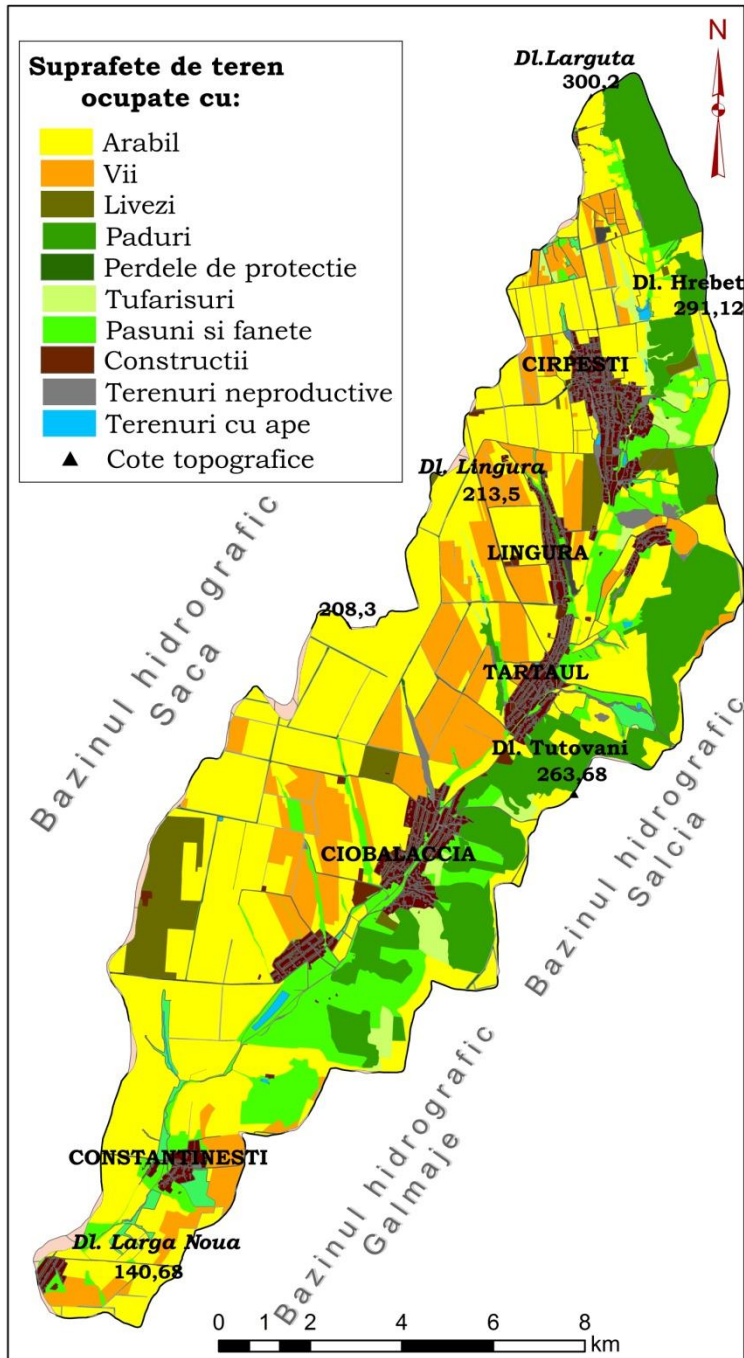 Suprafete de teren
ocupate cu:
Arabil
Vii
Livezi
Paduri
Perdele de protectie
Tufarisuri
Pasuni si fanete
Constructii
Terenuri neproductive
Terenuri cu ape
Cote topografice
N
Dl.Larguta
300,2
Dl. Hrebet
291,12
CIRPESTI
Dl. Lingura
213,5
LINGURA
208,3
TARTAUL
Dl. Tutovani
263,68
CIOBALACCIA
CONSTANTINESTI
Dl. Larga Noua
140,68
Bazinul hidrografic
Saca
Bazinul hidrografic
Salcia
Bazinul hidrografic
Galmaje
0 1 2 4 6 8
km